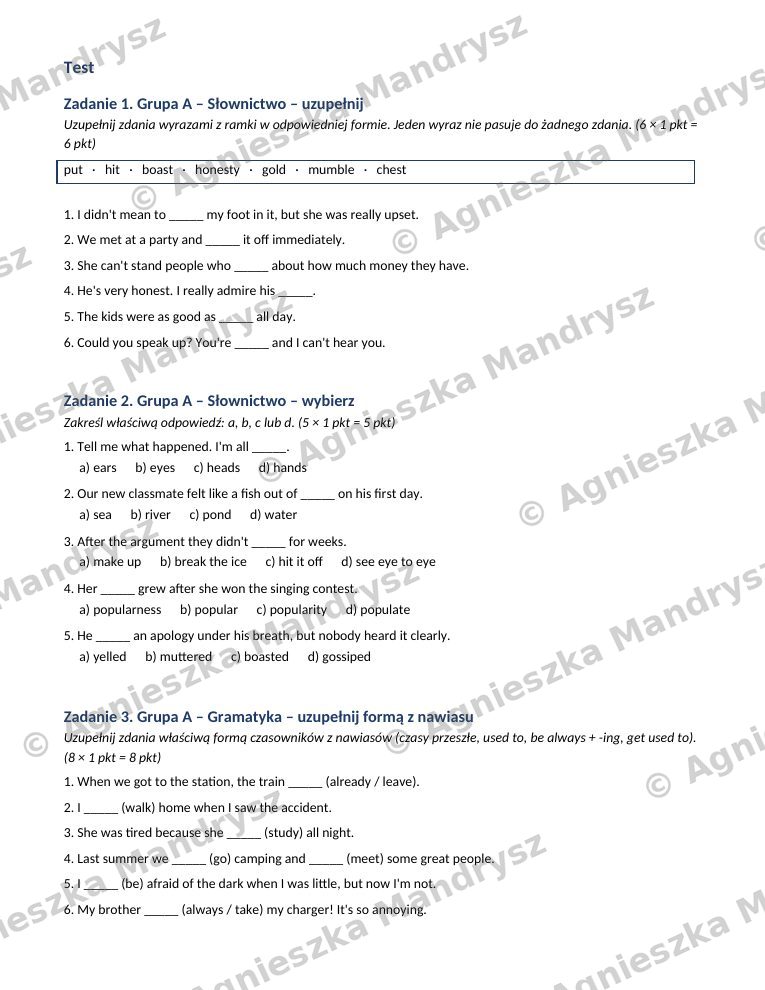 Test
Zadanie 1. Grupa A – Słownictwo – uzupełnij
Uzupełnij zdania wyrazami z ramki w odpowiedniej formie. Jeden wyraz nie pasuje do żadnego zdania. (6 × 1 pkt =
6 pkt)
put · hit · boast · honesty · gold · mumble · chest
1. I didn't mean to _____ my foot in it, but she was really upset.
2. We met at a party and _____ it off immediately.
3. She can't stand people who _____ about how much money they have.
4. He's very honest. I really admire his _____.
5. The kids were as good as _____ all day.
6. Could you speak up? You're _____ and I can't hear you.
Zadanie 2. Grupa A – Słownictwo – wybierz
Zakreśl właściwą odpowiedź: a, b, c lub d. (5 × 1 pkt = 5 pkt)
1. Tell me what happened. I'm all _____.
a) ears b) eyes c) heads d) hands
2. Our new classmate felt like a fish out of _____ on his first day.
a) sea b) river c) pond d) water
3. After the argument they didn't _____ for weeks.
a) make up b) break the ice c) hit it off d) see eye to eye
4. Her _____ grew after she won the singing contest.
a) popularness b) popular c) popularity d) populate
5. He _____ an apology under his breath, but nobody heard it clearly.
a) yelled b) muttered c) boasted d) gossiped
Zadanie 3. Grupa A – Gramatyka – uzupełnij formą z nawiasu
Uzupełnij zdania właściwą formą czasowników z nawiasów (czasy przeszłe, used to, be always + -ing, get used to).
(8 × 1 pkt = 8 pkt)
1. When we got to the station, the train _____ (already / leave).
2. I _____ (walk) home when I saw the accident.
3. She was tired because she _____ (study) all night.
4. Last summer we _____ (go) camping and _____ (meet) some great people.
5. I _____ (be) afraid of the dark when I was little, but now I'm not.
6. My brother _____ (always / take) my charger! It's so annoying.
© Agnieszka Mandrysz